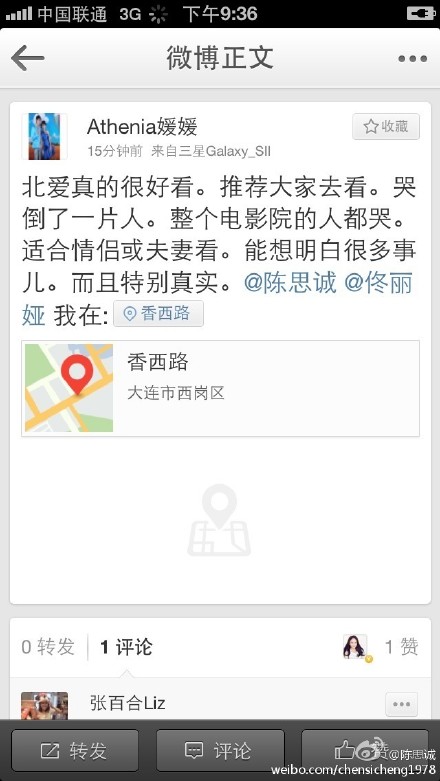 中国联通 3G 下午9:36
微博正文
Athenia媛媛
收藏
15分钟前 来自三星Galaxy_SII
北爱真的很好看。推荐大家去看。哭
倒了一片人。整个电影院的人都哭。
适合情侣或夫妻看。能想明白很多事
儿。而且特别真实。@陈思诚 @佟丽
娅 我在: 香西路
香西路
大连市西岗区
0 转发 1 评论 1 赞
张百合Liz
转发 评论 赞
@陈思诚
weibo.com/chensicheng1978